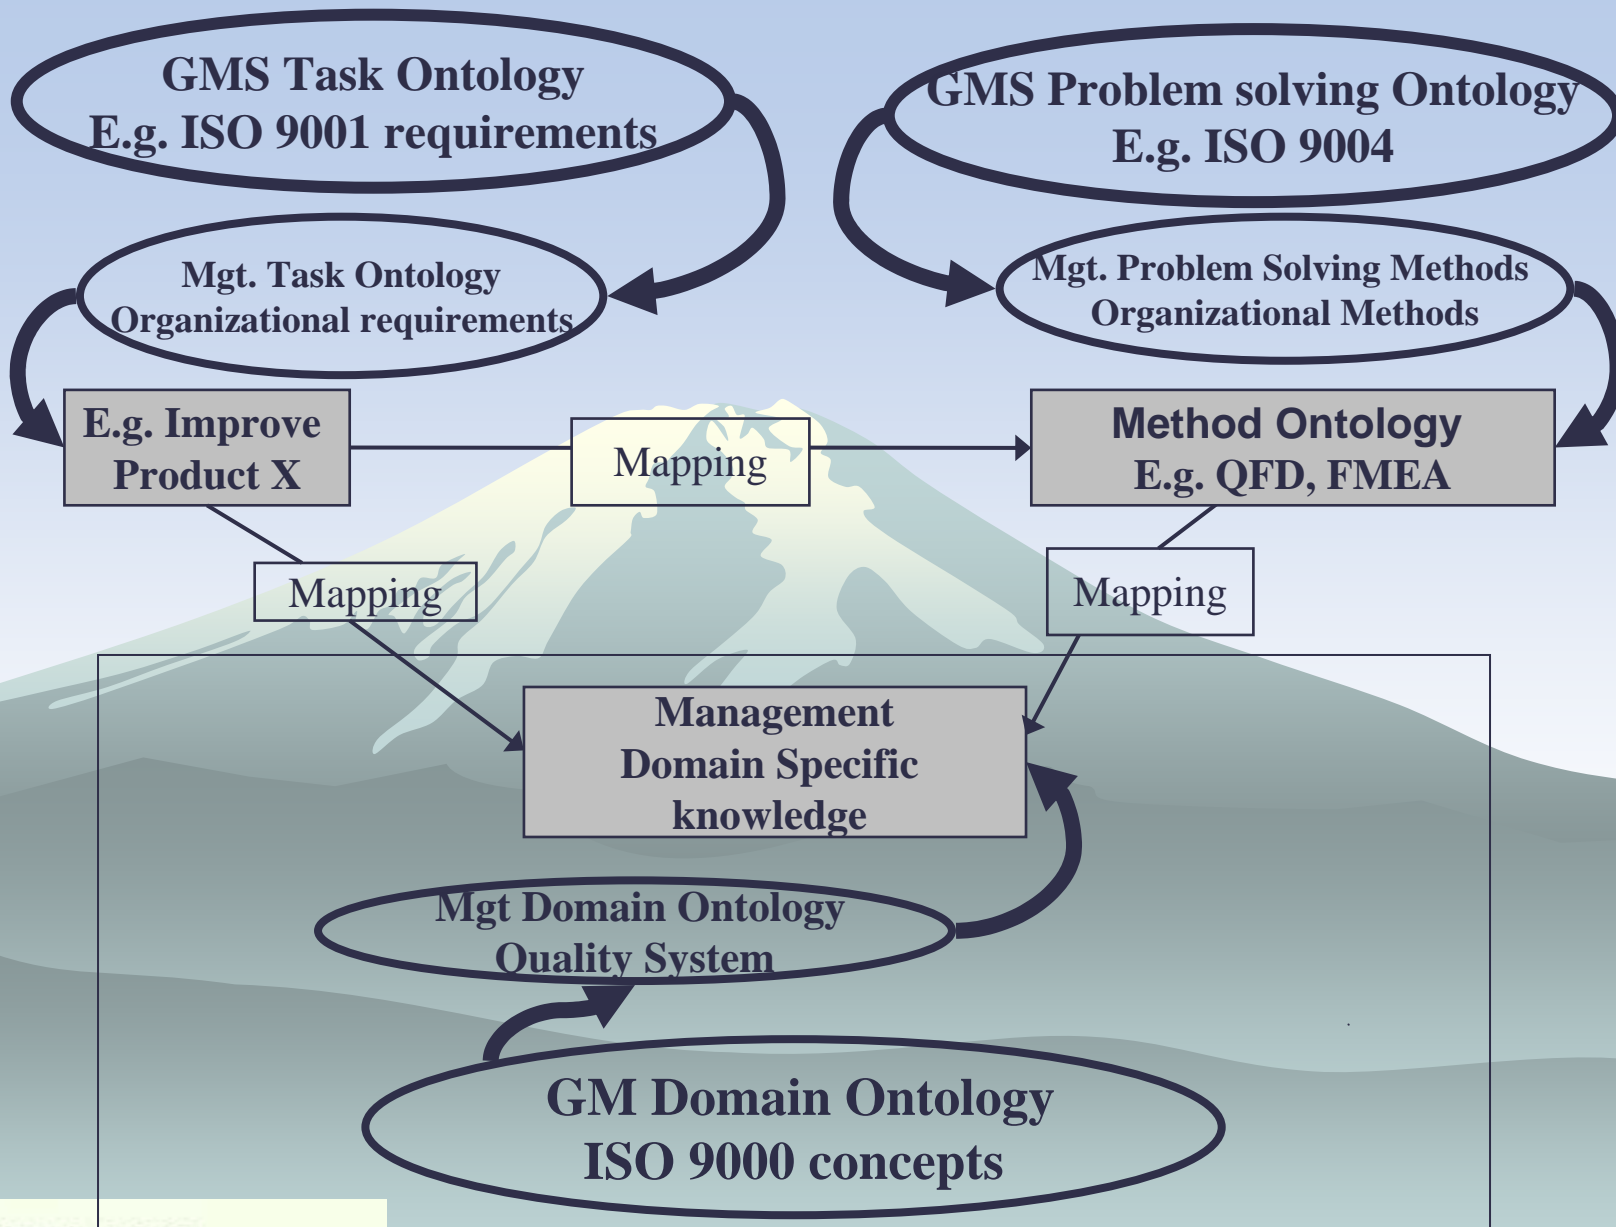 GMS Task Ontology
E.g. ISO 9001 requirements
GMS Problem solving Ontology
E.g. ISO 9004
Mgt. Task Ontology
Organizational requirements
Mgt. Problem Solving Methods
Organizational Methods
E.g. Improve
Product X
Mapping
Method Ontology
E.g. QFD, FMEA
Mapping
Mapping
Management
Domain Specific
knowledge
Mgt Domain Ontology
Quality System
GM Domain Ontology
ISO 9000 concepts